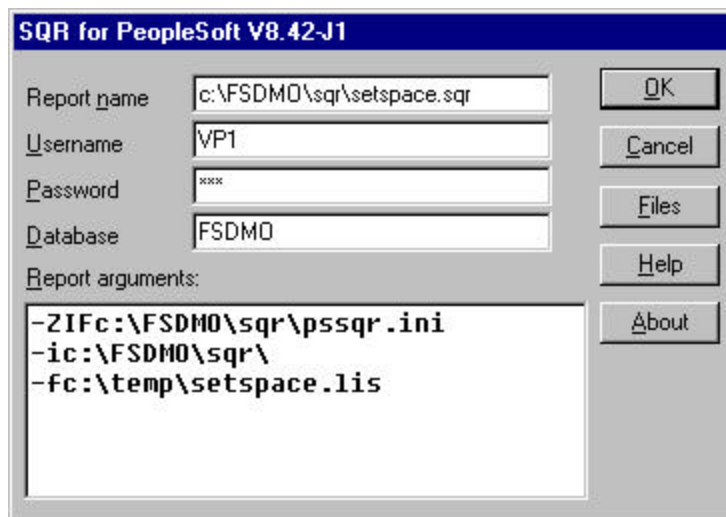 SQR for PeopleSoft V8.42-J1
Report name c:\FSDMO\sqr\setspace.sqr OK
Username VP1
Cancel
Password ***
Files
Database FSDMO
Help
Report arguments:
About
-ZIFc:\FSDMO\sqr\pssqr.ini
-ic:\FSDMO\sqr\
-fc:\temp\setspace.lis